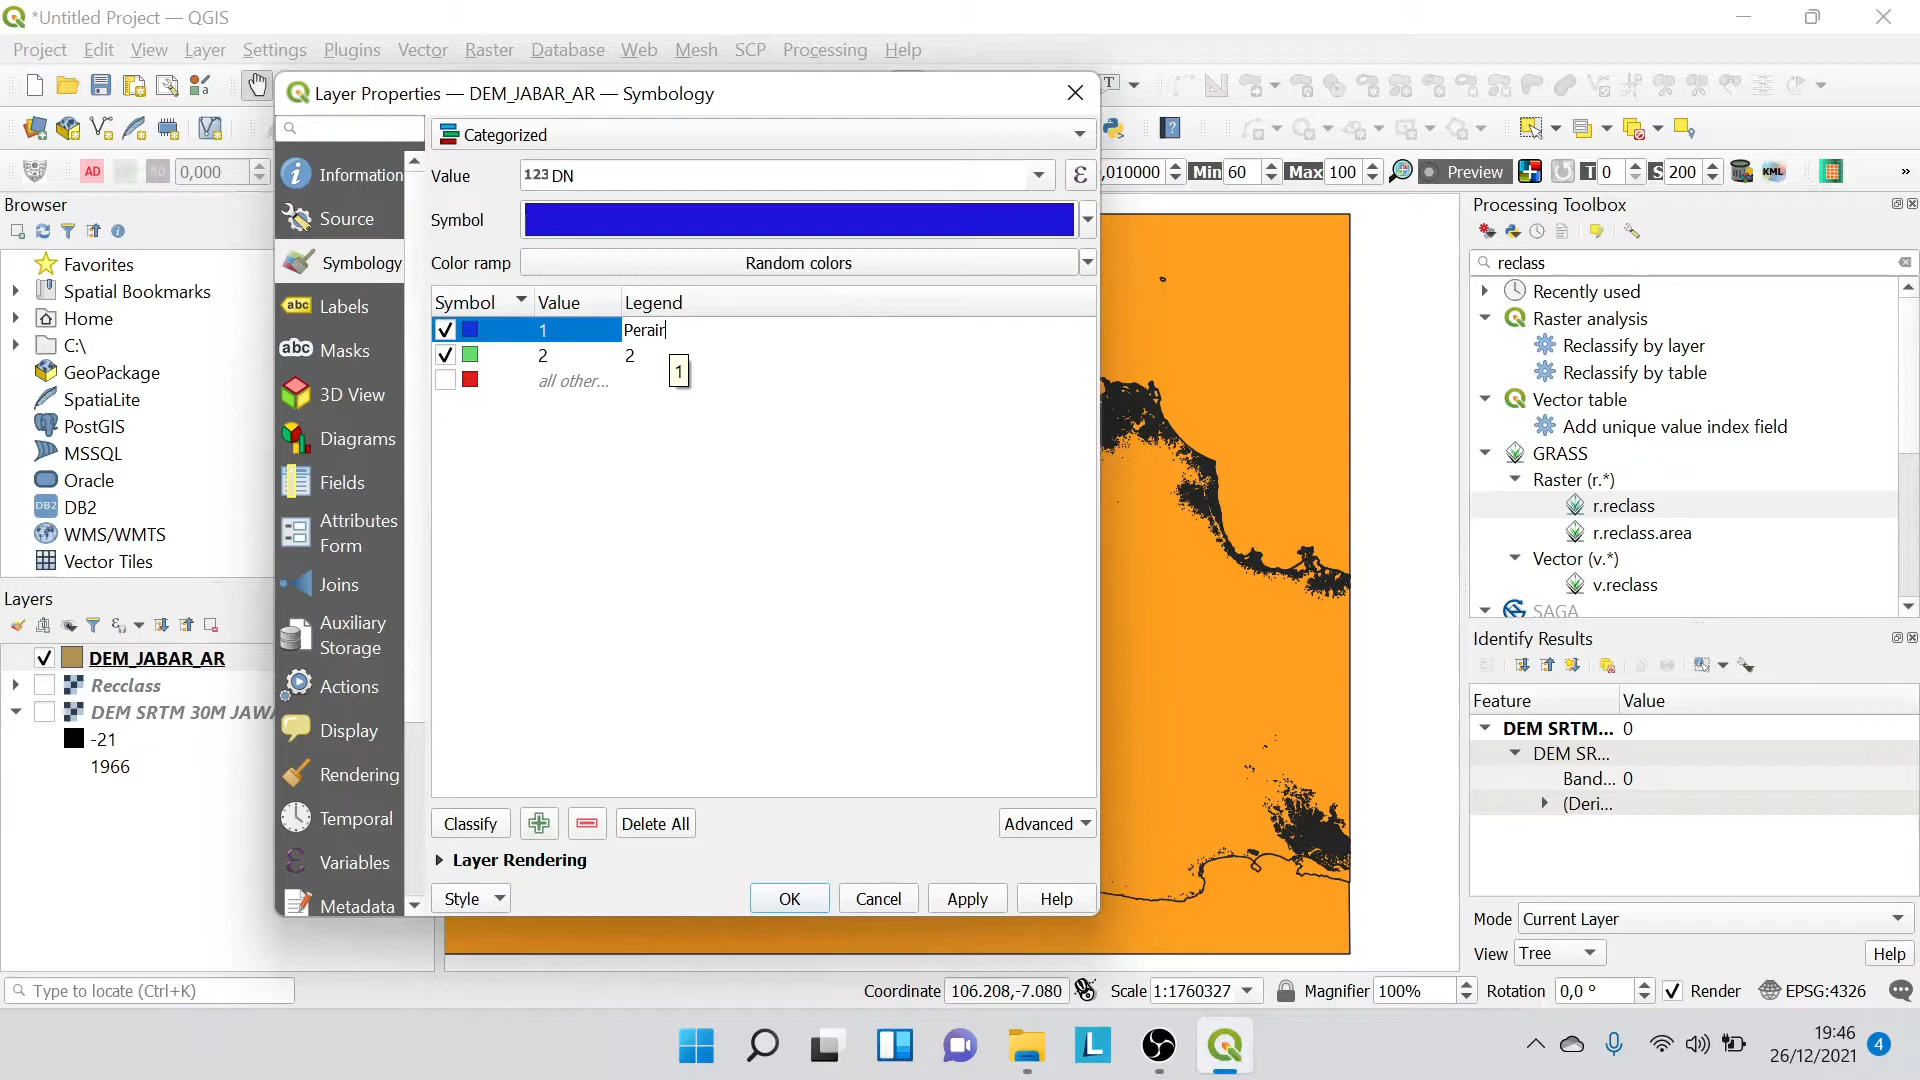 *Untitled Project — QGIS
Project Edit View Layer Settings Plugins Vector Raster Database Web Mesh SCP Processing Help
AD RO 0,000
,010000 Min 60 Max 100 Preview T 0 S 200 KML »
Browser
Favorites
Spatial Bookmarks
Home
C:\
GeoPackage
SpatiaLite
PostGIS
MSSQL
Oracle
DB2
WMS/WMTS
Vector Tiles
Layers
DEM_JABAR_AR
Recclass
DEM SRTM 30M JAWA
-21
1966
Type to locate (Ctrl+K)
Layer Properties — DEM_JABAR_AR — Symbology
Information
Source
Symbology
abc Labels
abc Masks
3D View
Diagrams
Fields
Attributes
Form
Joins
Auxiliary
Storage
Actions
Display
Rendering
Temporal
Variables
Metadata
Categorized
Value 123 DN ε
Symbol
Color ramp Random colors
Symbol Value Legend
1 Perair
2 2
1
all other...
Classify Delete All Advanced
Layer Rendering
Style OK Cancel Apply Help
Processing Toolbox
reclass
Recently used
Raster analysis
Reclassify by layer
Reclassify by table
Vector table
Add unique value index field
GRASS
Raster (r.*)
r.reclass
r.reclass.area
Vector (v.*)
v.reclass
SAGA
Identify Results
Feature Value
DEM SRTM... 0
DEM SR...
Band... 0
(Deri...
Mode Current Layer
View Tree Help
Coordinate 106.208,-7.080 Scale 1:1760327 Magnifier 100% Rotation 0,0 ° Render EPSG:4326
L
19:46
26/12/2021 4